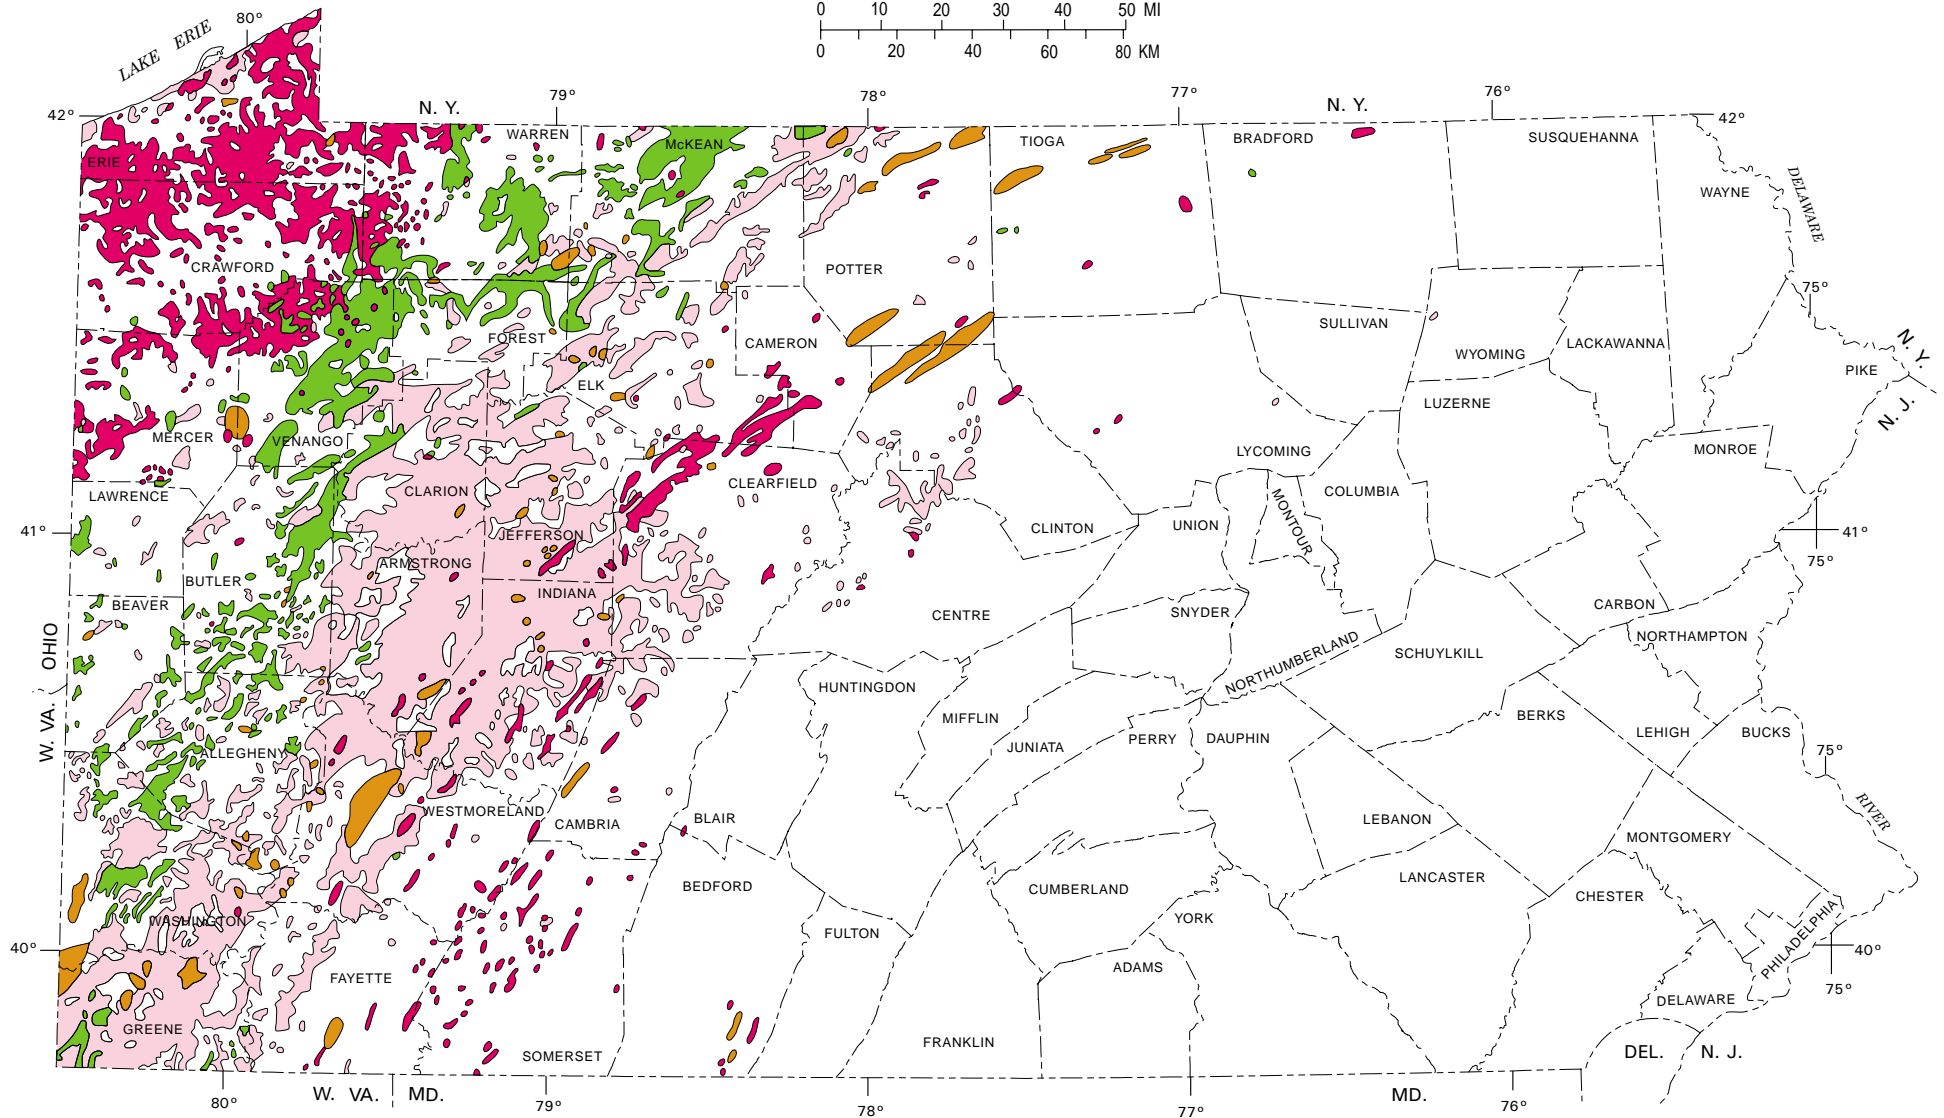 0 10 20 30 40 50 MI
0 20 40 60 80 KM
80°
LAKE ERIE
42°
N. Y.
79°
78°
77°
N. Y.
76°
42°
ERIE
WARREN
McKEAN
TIOGA
BRADFORD
SUSQUEHANNA
WAYNE
DELAWARE
CRAWFORD
POTTER
75°
FOREST
CAMERON
SULLIVAN
WYOMING
LACKAWANNA
N. Y.
PIKE
N. J.
ELK
LUZERNE
MERCER
VENANGO
LYCOMING
MONROE
LAWRENCE
CLARION
CLEARFIELD
COLUMBIA
MONTOUR
41°
JEFFERSON
CLINTON
UNION
41°
75°
ARMSTRONG
BUTLER
INDIANA
BEAVER
CENTRE
SNYDER
CARBON
OHIO
NORTHAMPTON
NORTHUMBERLAND
SCHUYLKILL
HUNTINGDON
W. VA.
MIFFLIN
BERKS
ALLEGHENY
JUNIATA
PERRY
DAUPHIN
LEHIGH
BUCKS
75°
WESTMORELAND
CAMBRIA
BLAIR
LEBANON
RIVER
MONTGOMERY
BEDFORD
CUMBERLAND
LANCASTER
CHESTER
WASHINGTON
YORK
PHILADELPHIA
40°
FULTON
40°
FAYETTE
ADAMS
75°
DELAWARE
GREENE
SOMERSET
FRANKLIN
DEL.
N. J.
80°
W. VA.
MD.
79°
78°
77°
MD.
76°